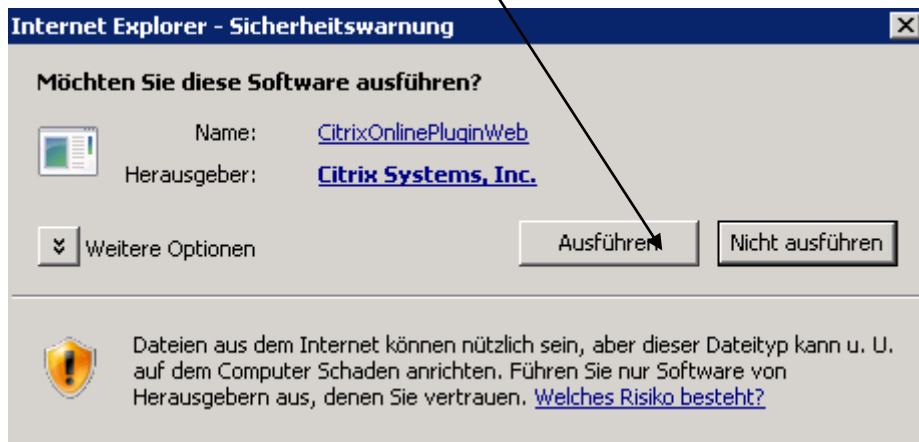 Internet Explorer - Sicherheitswarnung
Möchten Sie diese Software ausführen?
Name: CitrixOnlinePluginWeb
Herausgeber: Citrix Systems, Inc.
Weitere Optionen
Ausführen
Nicht ausführen
Dateien aus dem Internet können nützlich sein, aber dieser Dateityp kann u. U.
auf dem Computer Schaden anrichten. Führen Sie nur Software von
Herausgebern aus, denen Sie vertrauen. Welches Risiko besteht?